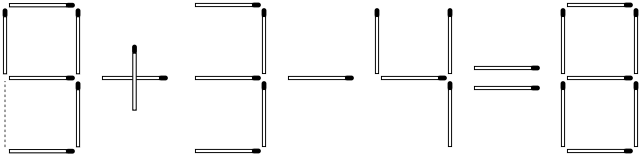 9 + 3 - 4 = 8